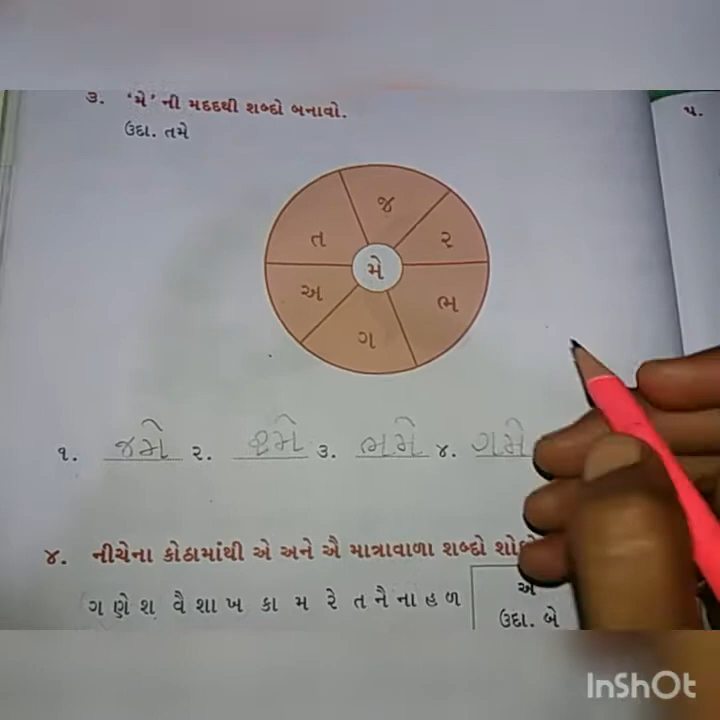 ૩. 'મે' ની મદદથી શબ્દો બનાવો.
ઉદા. તમે
૫.
જ
ત
ર
મે
અ
ભ
ગ
૧. જમે ૨. રમે ૩. ભમે ૪. ગમે
૪. નીચેના કોઠામાંથી એ અને ઐ માત્રાવાળા શબ્દો
ગ ણે શ વૈ શા ખ કા મ રે ત નૈ ના હ ળ
ઉદા. બે
InShOt